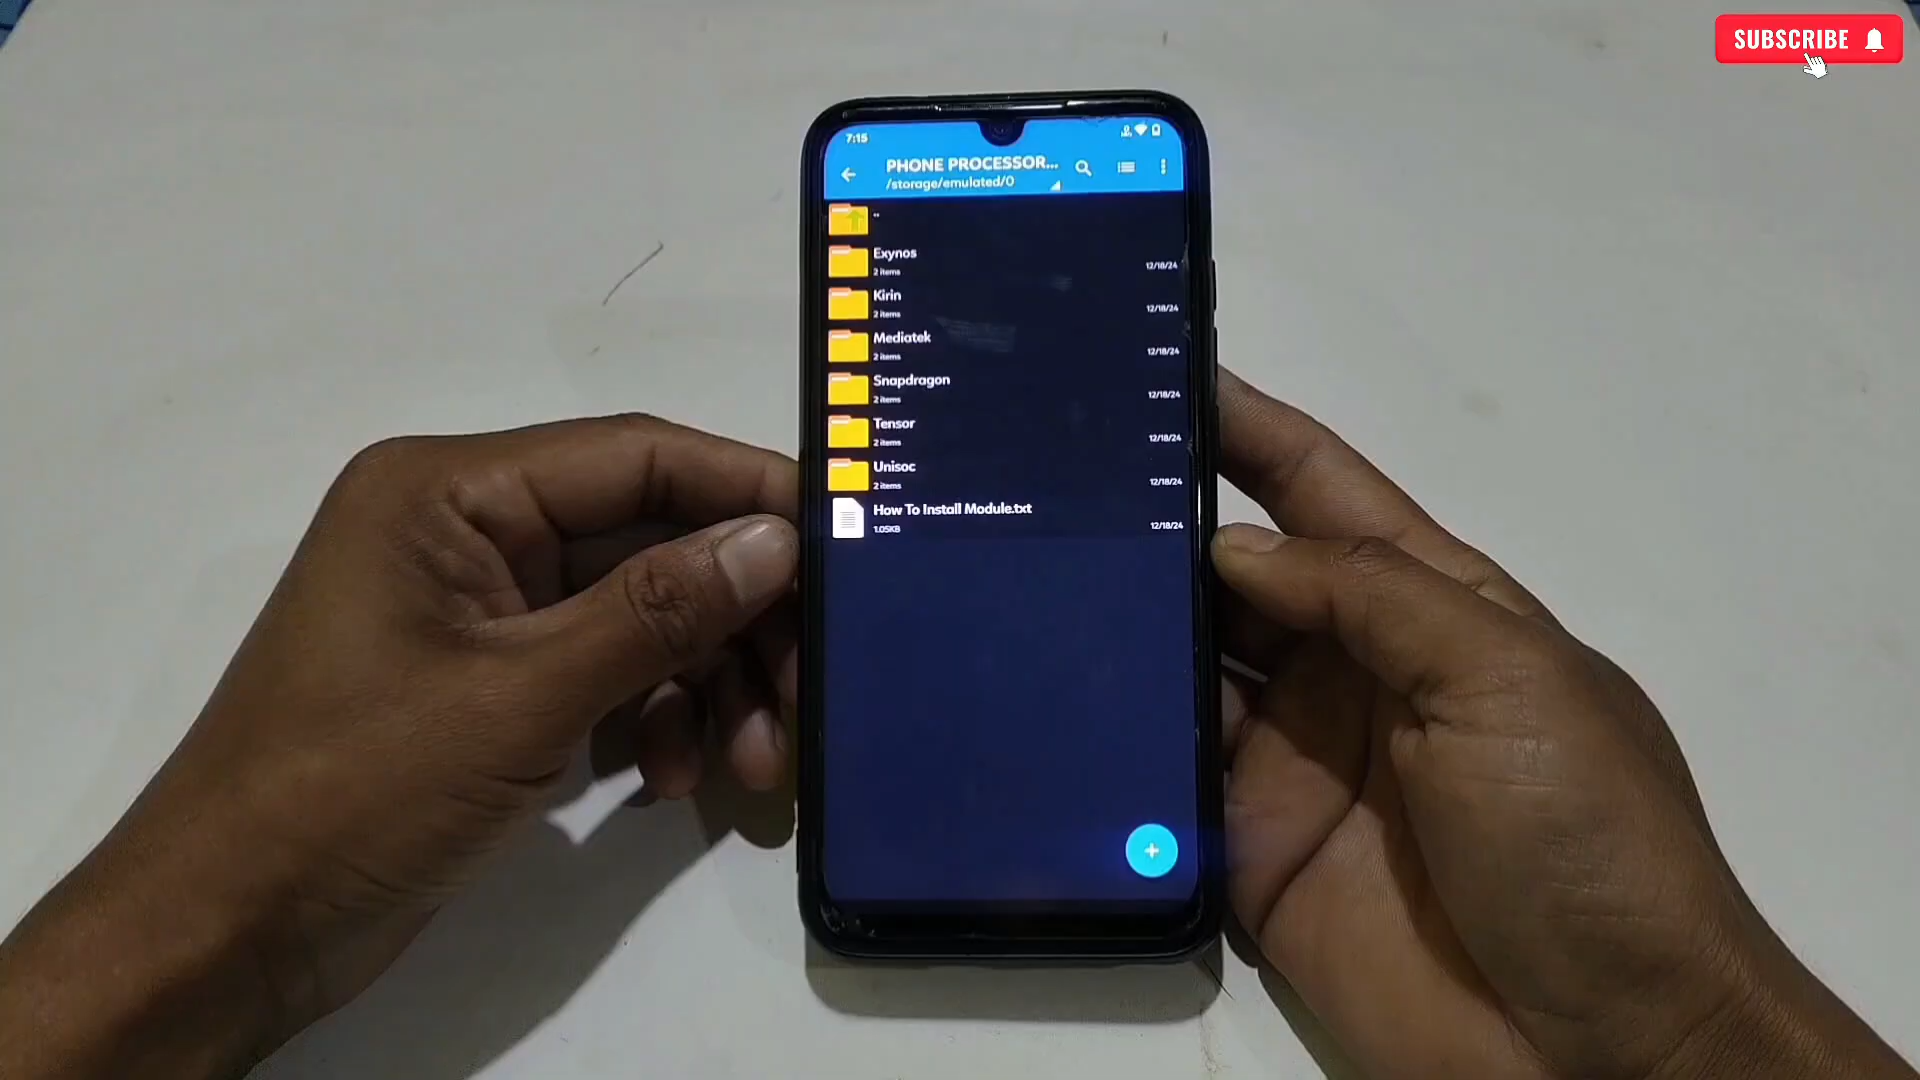 SUBSCRIBE
7:15
PHONE PROCESSOR...
/storage/emulated/0
..
Exynos
2 items
12/18/24
Kirin
2 items
12/18/24
Mediatek
2 items
12/18/24
Snapdragon
2 items
12/18/24
Tensor
2 items
12/18/24
Unisoc
2 items
12/18/24
How To Install Module.txt
1.05KB
12/18/24